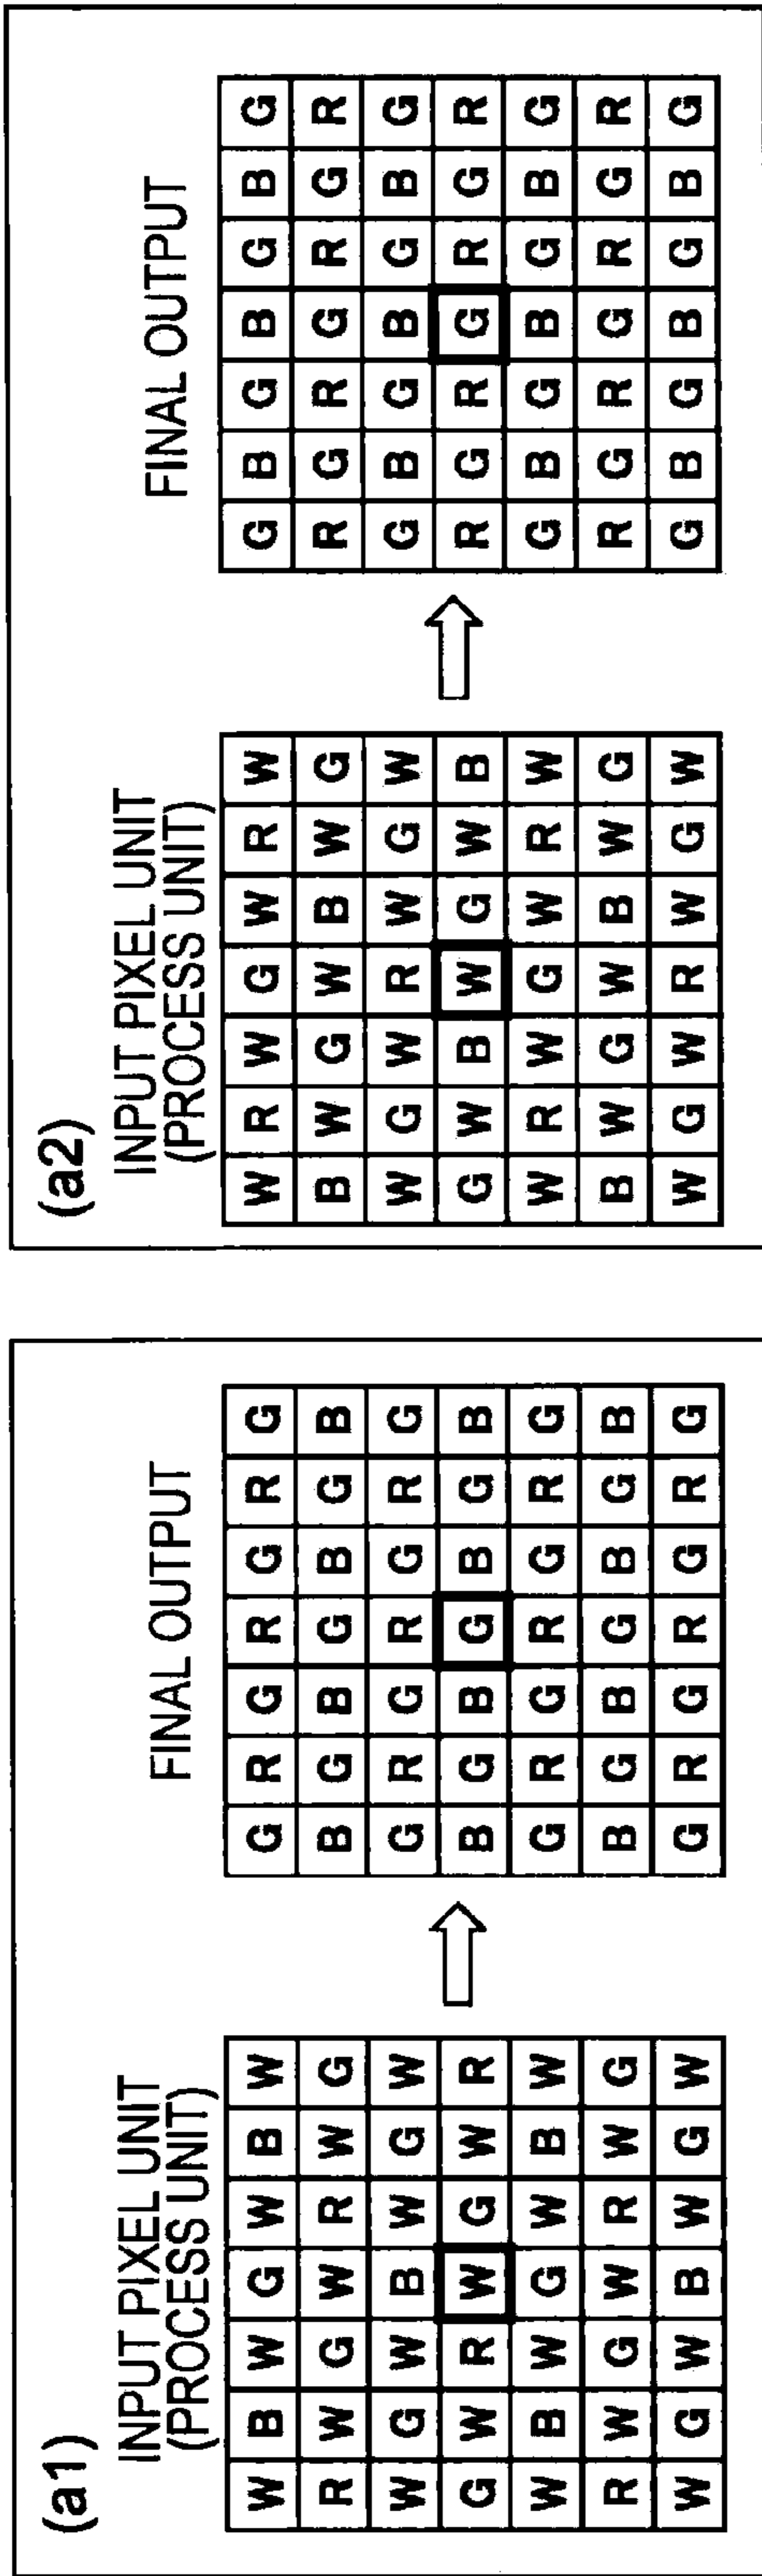 (a1)
INPUT PIXEL UNIT
(PROCESS UNIT)
W B W G W B W
R W G W R W G
W G W B W G W
G W R W G W R
W B W G W B W
R W G W R W G
W G W B W G W
FINAL OUTPUT
G R G R G R G
B G B G B G B
G R G R G R G
B G B G B G B
G R G R G R G
B G B G B G B
G R G R G R G
(a2)
INPUT PIXEL UNIT
(PROCESS UNIT)
W R W G W R W
B W G W B W G
W G W R W G W
G W B W G W B
W R W G W R W
B W G W B W G
W G W R W G W
FINAL OUTPUT
G B G B G B G
R G R G R G R
G B G B G B G
R G R G R G R
G B G B G B G
R G R G R G R
G B G B G B G